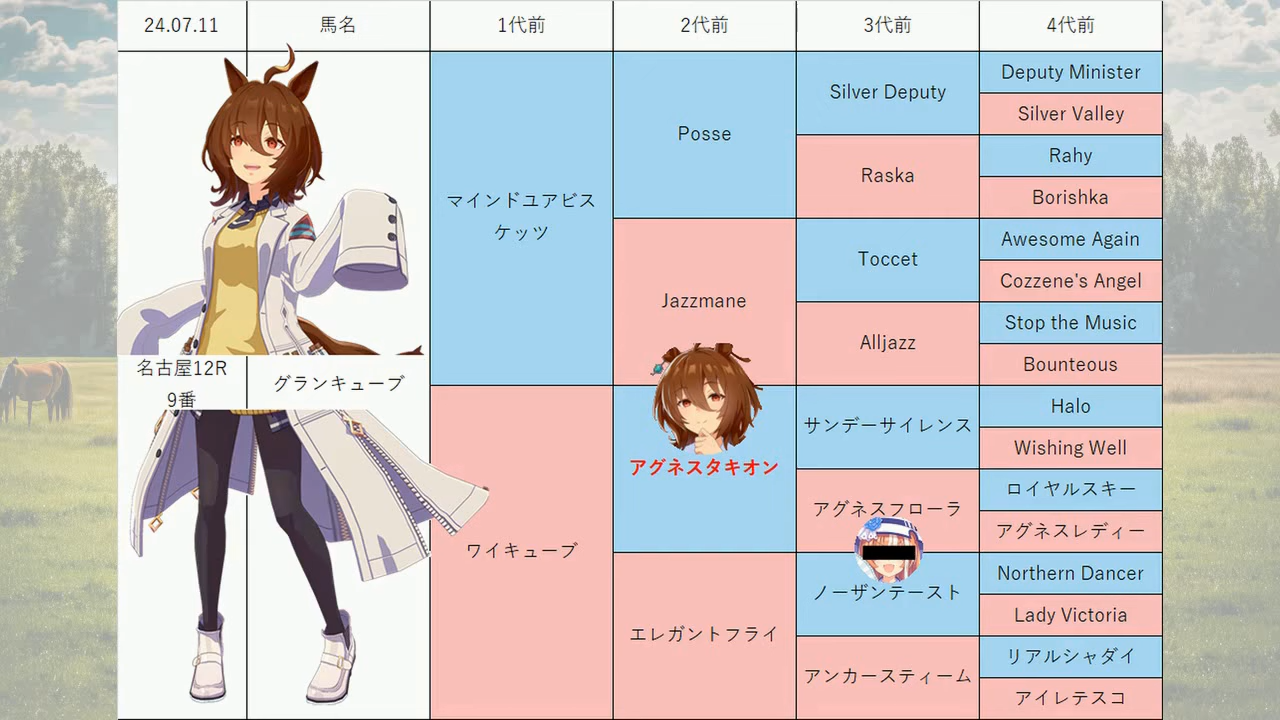 24.07.11
馬名
1代前
2代前
3代前
4代前
名古屋12R
9番
グランキューブ
マインドユアビス
ケッツ
ワイキューブ
Posse
Jazzmane
アグネスタキオン
エレガントフライ
Silver Deputy
Raska
Toccet
Alljazz
サンデーサイレンス
アグネスフローラ
ノーザンテースト
アンカースティーム
Deputy Minister
Silver Valley
Rahy
Borishka
Awesome Again
Cozzene's Angel
Stop the Music
Bounteous
Halo
Wishing Well
ロイヤルスキー
アグネスレディー
Northern Dancer
Lady Victoria
リアルシャダイ
アイレテスコ